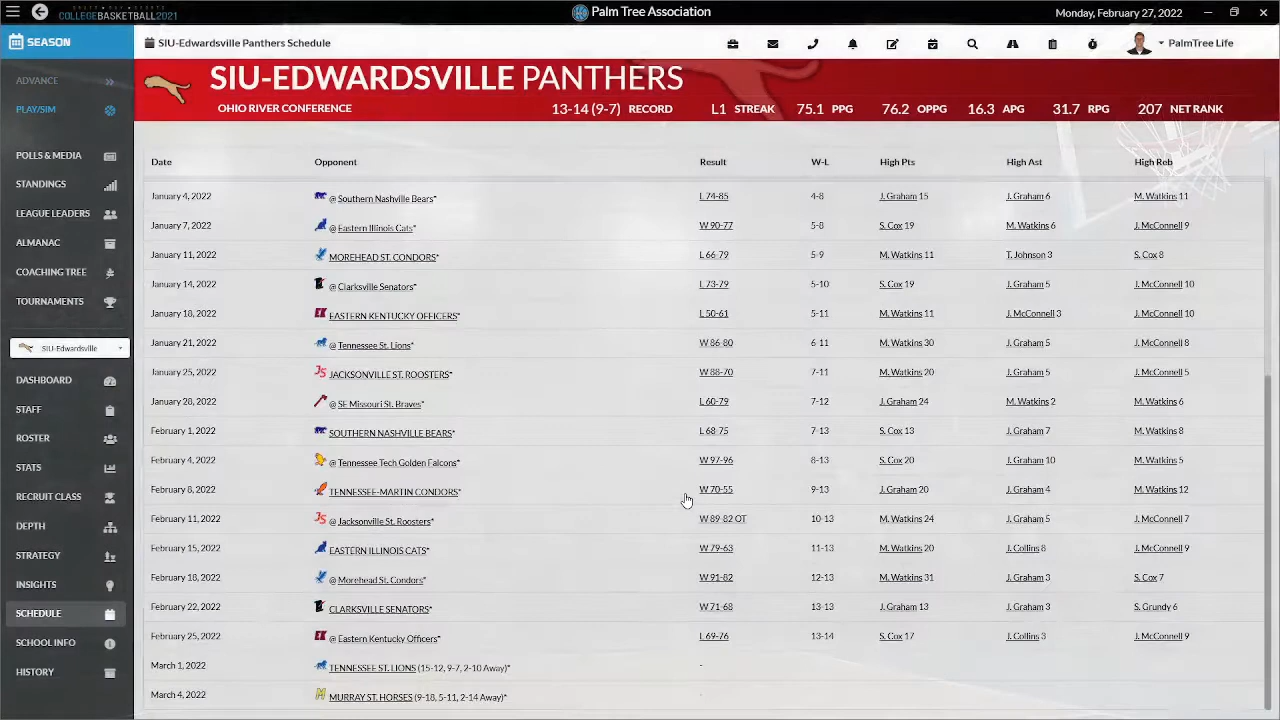 DRAFT DAY SPORTS
COLLEGE BASKETBALL 2021
Palm Tree Association
Monday, February 27, 2022
SEASON
SIU-Edwardsville Panthers Schedule
PalmTree Life
ADVANCE
PLAY/SIM
SIU-EDWARDSVILLE PANTHERS
OHIO RIVER CONFERENCE
13-14 (9-7) RECORD L1 STREAK 75.1 PPG 76.2 OPPG 16.3 APG 31.7 RPG 207 NET RANK
POLLS & MEDIA
STANDINGS
LEAGUE LEADERS
ALMANAC
COACHING TREE
TOURNAMENTS
SIU-Edwardsville
DASHBOARD
STAFF
ROSTER
STATS
RECRUIT CLASS
DEPTH
STRATEGY
INSIGHTS
SCHEDULE
SCHOOL INFO
HISTORY
Date Opponent Result W-L High Pts High Ast High Reb
January 4, 2022 @ Southern Nashville Bears* L 74-85 4-8 J. Graham 15 J. Graham 6 M. Watkins 11
January 7, 2022 @ Eastern Illinois Cats* W 90-77 5-8 S. Cox 19 M. Watkins 6 J. McConnell 9
January 11, 2022 MOREHEAD ST. CONDORS* L 66-79 5-9 M. Watkins 11 T. Johnson 3 S. Cox 8
January 14, 2022 @ Clarksville Senators* L 73-79 5-10 S. Cox 19 J. Graham 5 J. McConnell 10
January 18, 2022 EASTERN KENTUCKY OFFICERS* L 50-61 5-11 M. Watkins 11 J. McConnell 3 J. McConnell 10
January 21, 2022 @ Tennessee St. Lions* W 86-80 6-11 M. Watkins 30 J. Graham 5 J. McConnell 8
January 25, 2022 JS JACKSONVILLE ST. ROOSTERS* W 88-70 7-11 M. Watkins 20 J. Graham 5 J. McConnell 5
January 28, 2022 @ SE Missouri St. Braves* L 60-79 7-12 J. Graham 24 M. Watkins 2 M. Watkins 6
February 1, 2022 SOUTHERN NASHVILLE BEARS* L 68-75 7-13 S. Cox 13 J. Graham 7 M. Watkins 8
February 4, 2022 @ Tennessee Tech Golden Falcons* W 97-96 8-13 S. Cox 20 J. Graham 10 M. Watkins 5
February 8, 2022 TENNESSEE-MARTIN CONDORS* W 70-55 9-13 J. Graham 20 J. Graham 4 M. Watkins 12
February 11, 2022 JS @ Jacksonville St. Roosters* W 89-82 OT 10-13 M. Watkins 24 J. Graham 5 J. McConnell 7
February 15, 2022 EASTERN ILLINOIS CATS* W 79-63 11-13 M. Watkins 20 J. Collins 8 J. McConnell 9
February 18, 2022 @ Morehead St. Condors* W 91-82 12-13 M. Watkins 31 J. Graham 3 S. Cox 7
February 22, 2022 CLARKSVILLE SENATORS* W 71-68 13-13 J. Graham 13 J. Graham 3 S. Grundy 6
February 25, 2022 @ Eastern Kentucky Officers* L 69-76 13-14 S. Cox 17 J. Collins 3 J. McConnell 9
March 1, 2022 TENNESSEE ST. LIONS (15-12, 9-7, 2-10 Away)* -
March 4, 2022 M MURRAY ST. HORSES (9-18, 5-11, 2-14 Away)* -